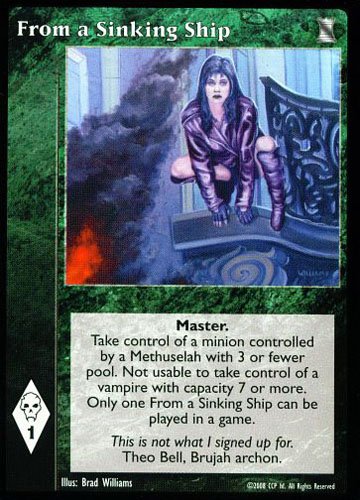 From a Sinking Ship
Williams
Master.
Take control of a minion controlled
by a Methuselah with 3 or fewer
pool. Not usable to take control of a
vampire with capacity 7 or more.
Only one From a Sinking Ship can
be played in a game.
This is not what I signed up for.
Theo Bell, Brujah archon.
1
Illus: Brad Williams
©2008 CCP hf. All Rights Reserved